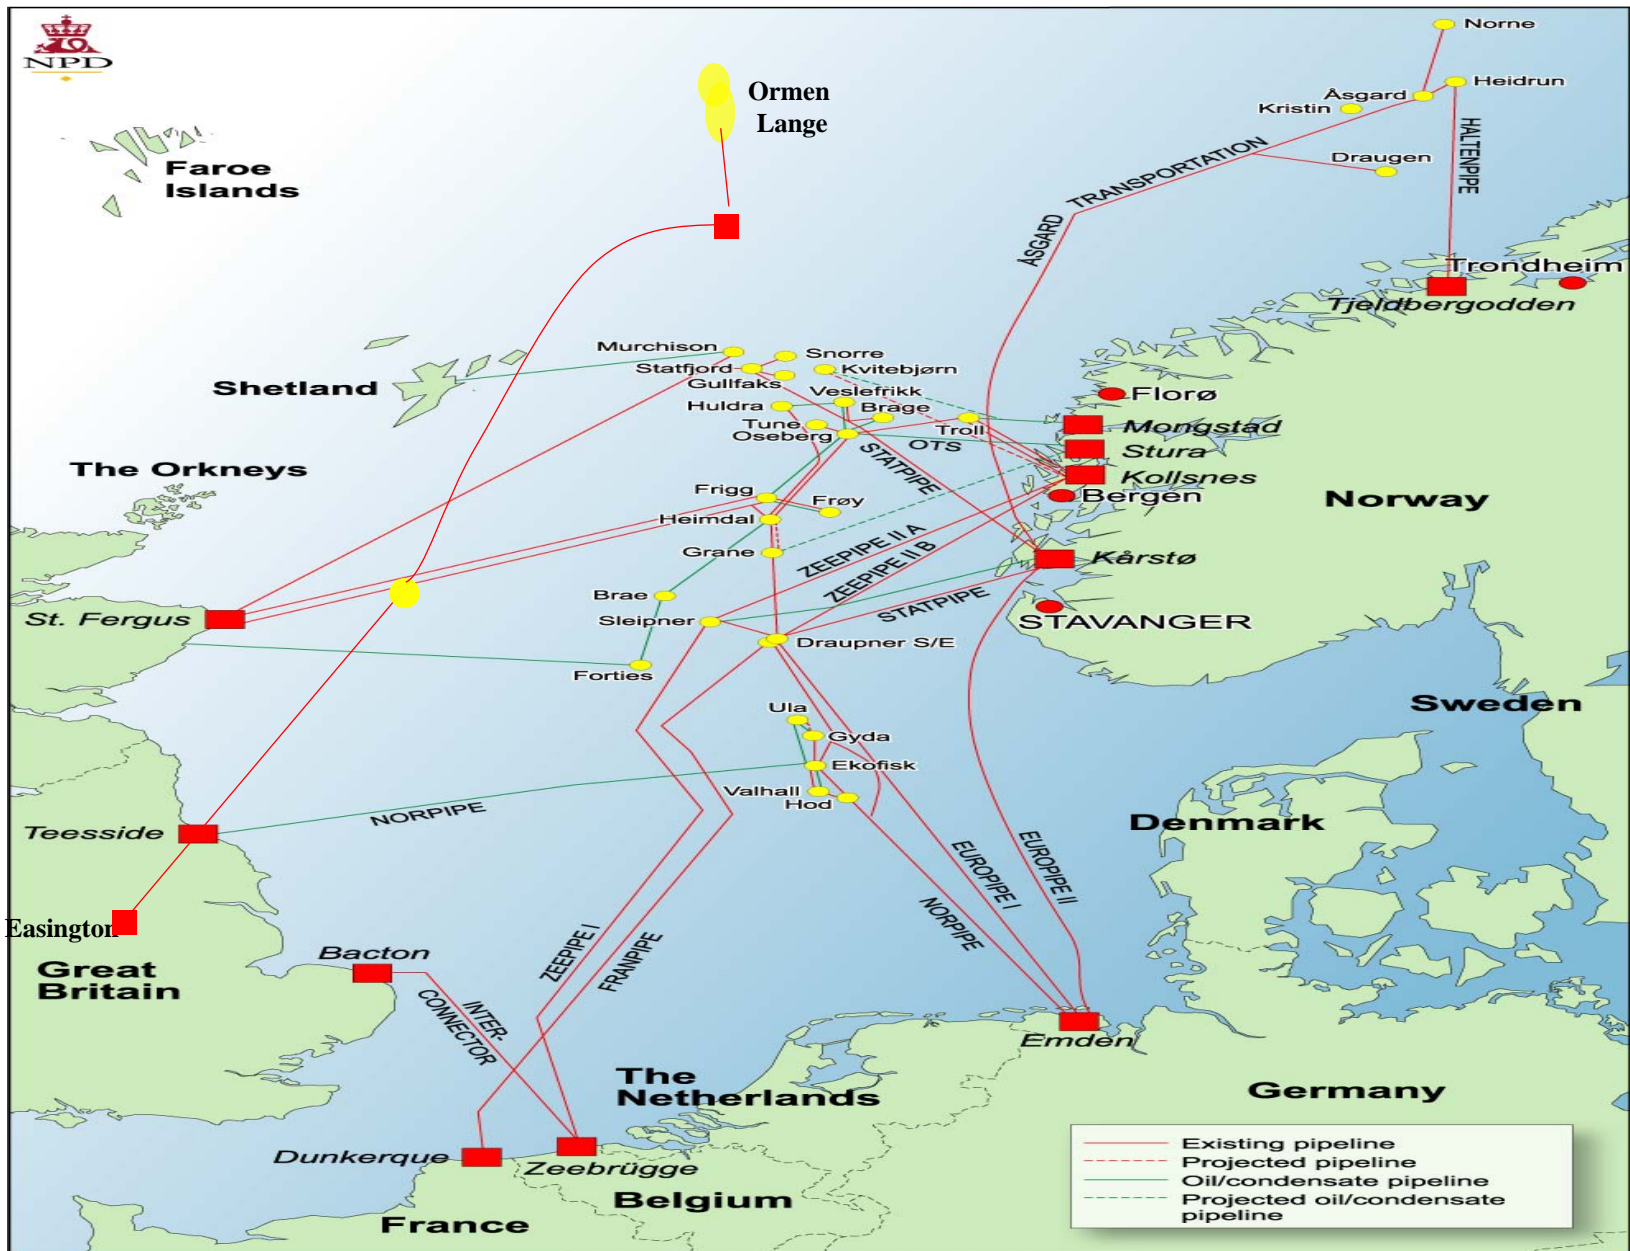 NPD
Norne
Heidrun
Åsgard
Kristin
Ormen
Lange
HALTENPIPE
Draugen
TRANSPORTATION
ÅSGARD
Faroe
Islands
Trondheim
Tjeldbergodden
Murchison
Snorre
Statfjord
Kvitebjørn
Gullfaks
Shetland
Veslefrikk
Florø
Huldra
Brage
Tune
Troll
Mongstad
Oseberg
OTS
Stura
STATPIPE
The Orkneys
Kollsnes
Frigg
Frøy
Bergen
Norway
Heimdal
Grane
ZEEPIPE II A
Kårstø
ZEEPIPE II B
Brae
STATPIPE
St. Fergus
Sleipner
STAVANGER
Draupner S/E
Forties
Ula
Sweden
Gyda
Ekofisk
Valhall
Hod
NORPIPE
Denmark
Teesside
EUROPIPE I
EUROPIPE II
NORPIPE
Easington
ZEEPIPE I
FRANPIPE
Bacton
Great
Britain
INTER-
CONNECTOR
Emden
The
Netherlands
Germany
Dunkerque
Zeebrügge
Belgium
France
Existing pipeline
Projected pipeline
Oil/condensate pipeline
Projected oil/condensate
pipeline